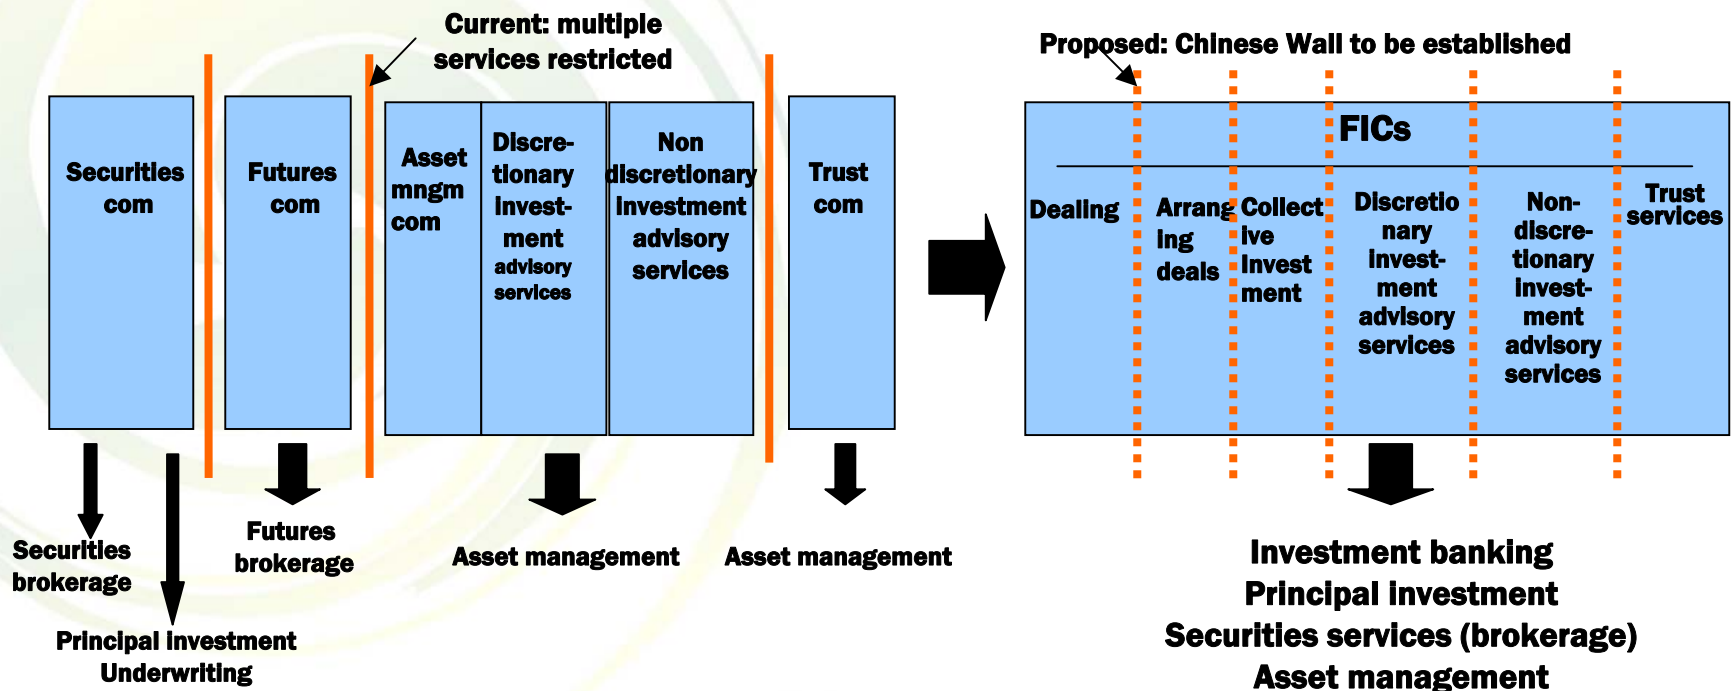 Current: multiple
services restricted
Proposed: Chinese Wall to be established
Securities
com
Futures
com
Asset
mngm
com
Discre-
tionary
invest-
ment
advisory
services
Non
discretionary
investment
advisory
services
Trust
com
FICs
Dealing
Arrang
ing
deals
Collect
ive
Invest
ment
Discretio
nary
invest-
ment
advisory
services
Non-
discre-
tionary
invest-
ment
advisory
services
Trust
services
Securities
brokerage
Principal investment
Underwriting
Futures
brokerage
Asset management
Asset management
Investment banking
Principal investment
Securities services (brokerage)
Asset management